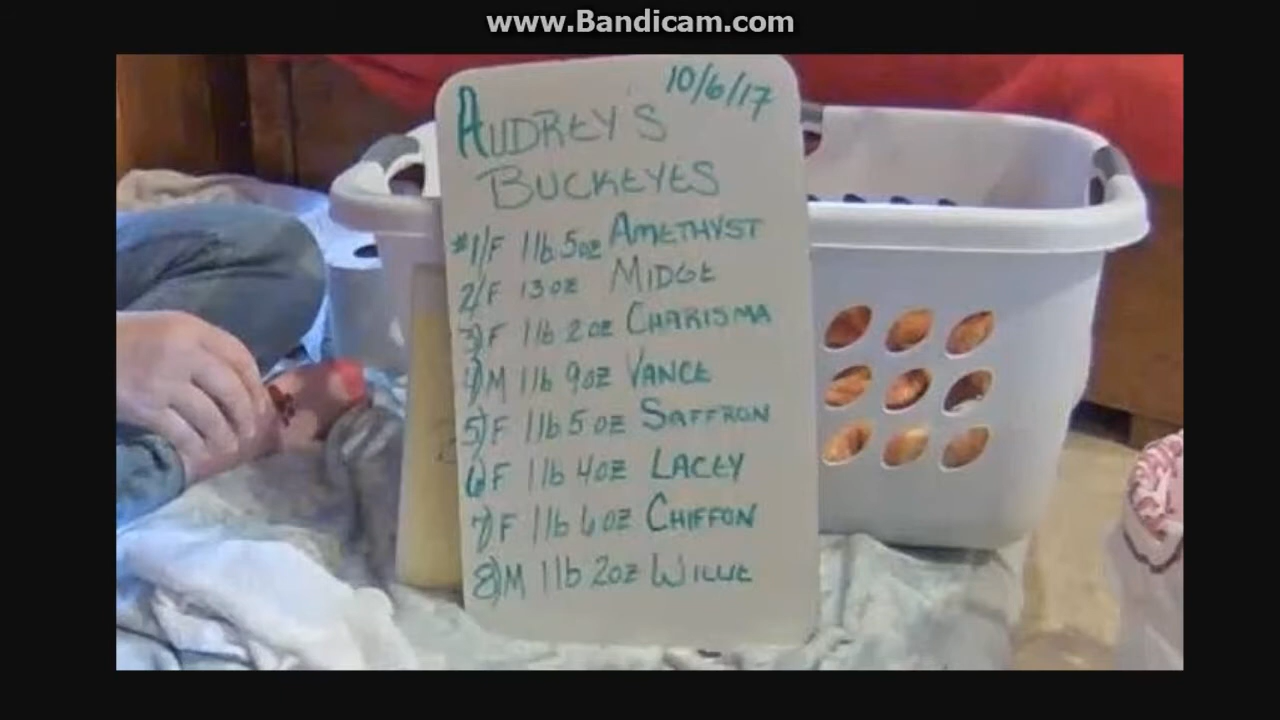 www.Bandicam.com
10/6/17
AUDREY'S
BUCKEYES
#1/F 1lb 5oz AMETHYST
2/F 13oz MIDGE
3)F 1lb 2oz CHARISMA
4)M 1lb 9oz VANCE
5)F 1lb 5oz SAFFRON
6)F 1lb 4oz LACEY
7)F 1lb 6oz CHIFFON
8)M 1lb 2oz WILLIE